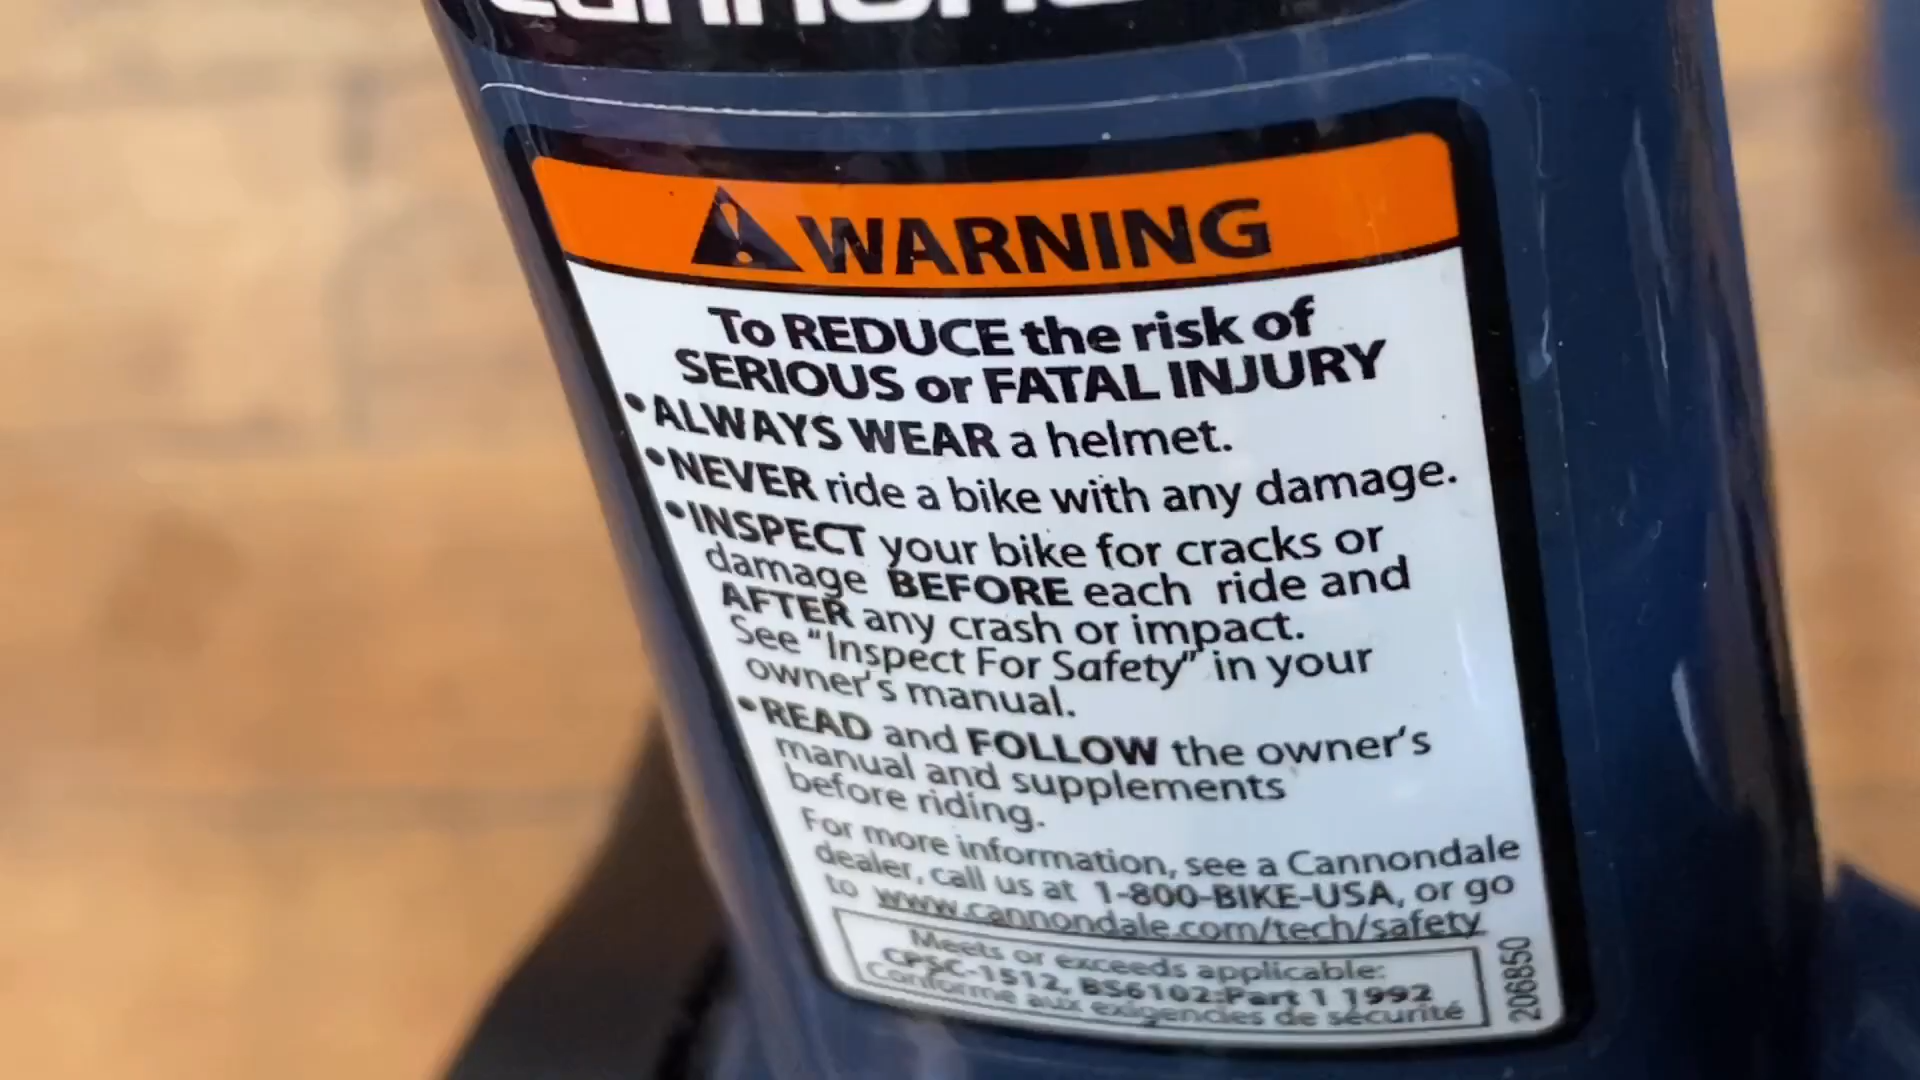 WARNING
To REDUCE the risk of
SERIOUS or FATAL INJURY
•ALWAYS WEAR a helmet.
•NEVER ride a bike with any damage.
•INSPECT your bike for cracks or
damage BEFORE each ride and
AFTER any crash or impact.
See "Inspect For Safety" in your
owner's manual.
•READ and FOLLOW the owner's
manual and supplements
before riding.
For more information, see a Cannondale
dealer, call us at 1-800-BIKE-USA, or go
to www.cannondale.com/tech/safety
Meets or exceeds applicable:
CPSC-1512, BS6102:Part 1 1992
Conforme aux exigencies de sécurité
206850